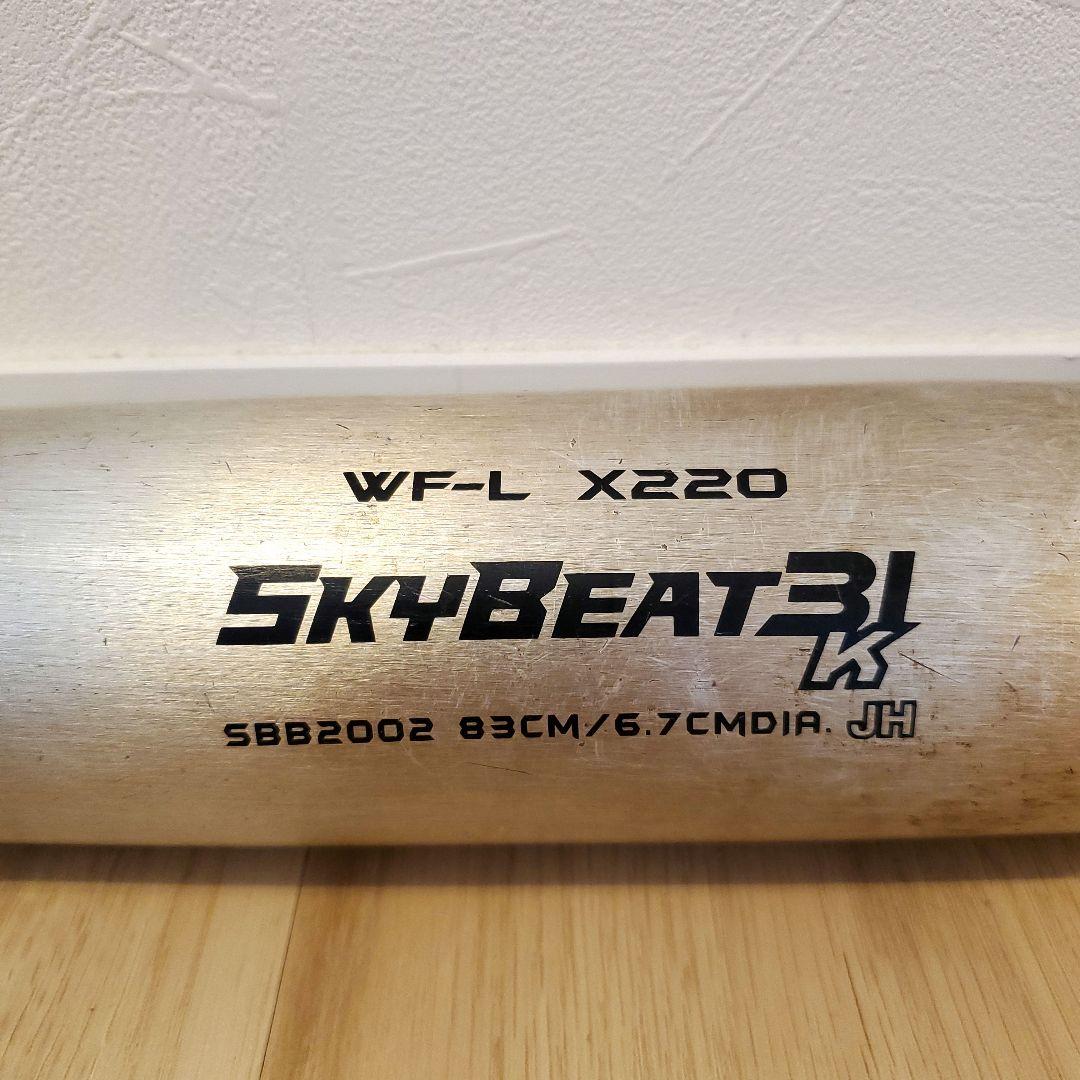 WF-L X220
SKYBEAT31
K
SBB2002 83CM/6.7CMDIA. JH